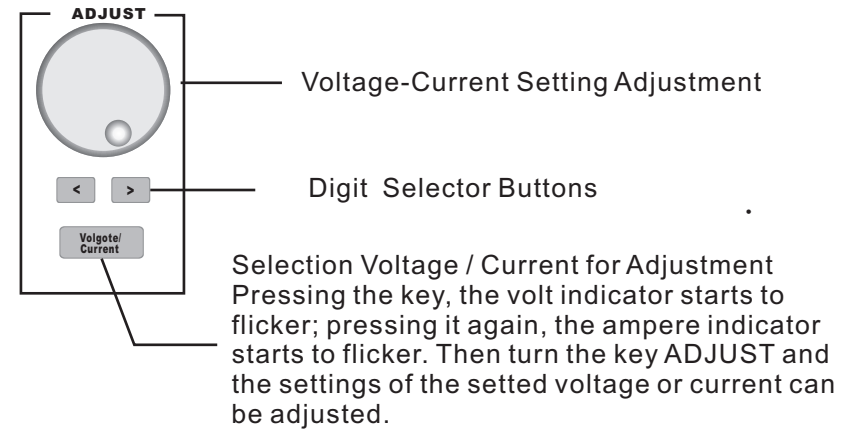 ADJUST
Voltage-Current Setting Adjustment
< >
Digit Selector Buttons
Volgote/
Current
Selection Voltage / Current for Adjustment
Pressing the key, the volt indicator starts to
flicker; pressing it again, the ampere indicator
starts to flicker. Then turn the key ADJUST and
the settings of the setted voltage or current can
be adjusted.